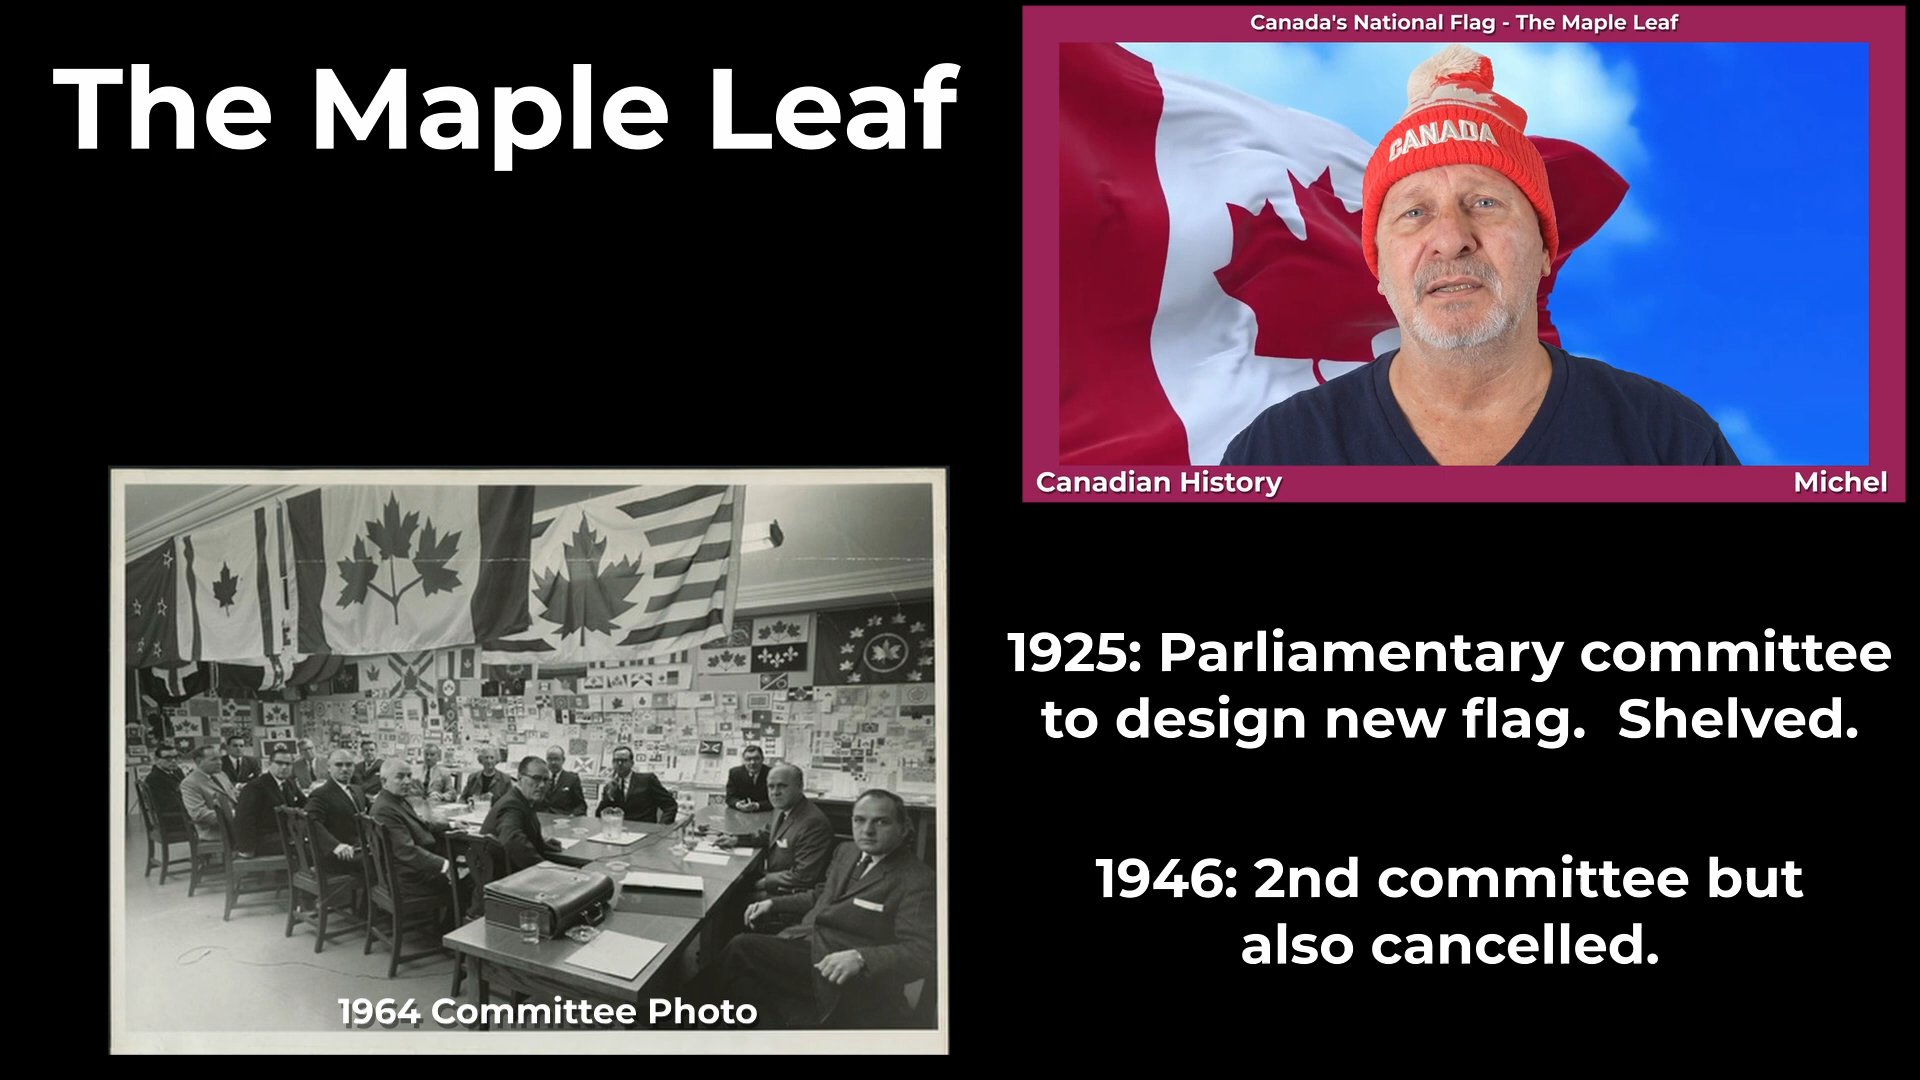 The Maple Leaf
Canada's National Flag - The Maple Leaf
CANADA
Canadian History
Michel
1925: Parliamentary committee
to design new flag.  Shelved.
1946: 2nd committee but
also cancelled.
1964 Committee Photo